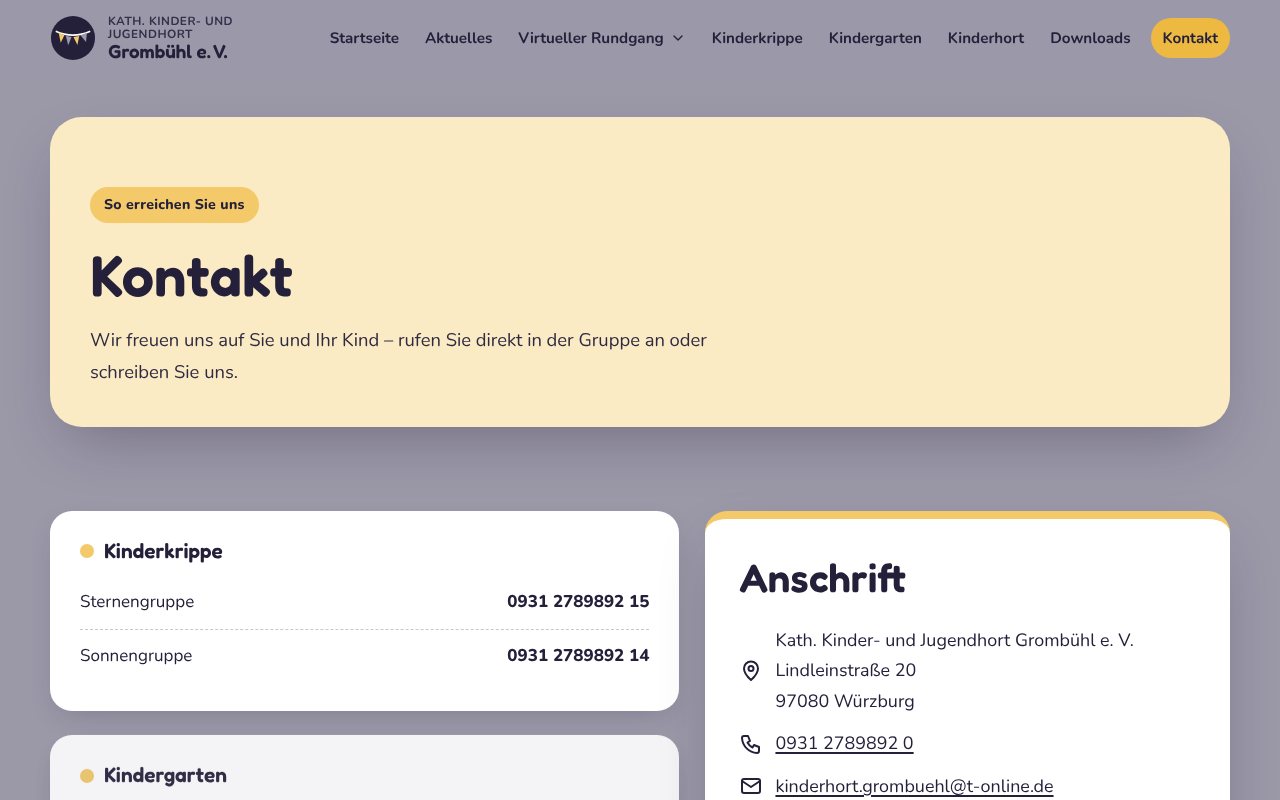 KATH. KINDER- UND
JUGENDHORT
Grombühl e. V.
Startseite
Aktuelles
Virtueller Rundgang
Kinderkrippe
Kindergarten
Kinderhort
Downloads
Kontakt
So erreichen Sie uns
Kontakt
Wir freuen uns auf Sie und Ihr Kind – rufen Sie direkt in der Gruppe an oder
schreiben Sie uns.
Kinderkrippe
Sternengruppe 0931 2789892 15
Sonnengruppe 0931 2789892 14
Kindergarten
Anschrift
Kath. Kinder- und Jugendhort Grombühl e. V.
Lindleinstraße 20
97080 Würzburg
0931 2789892 0
kinderhort.grombuehl@t-online.de